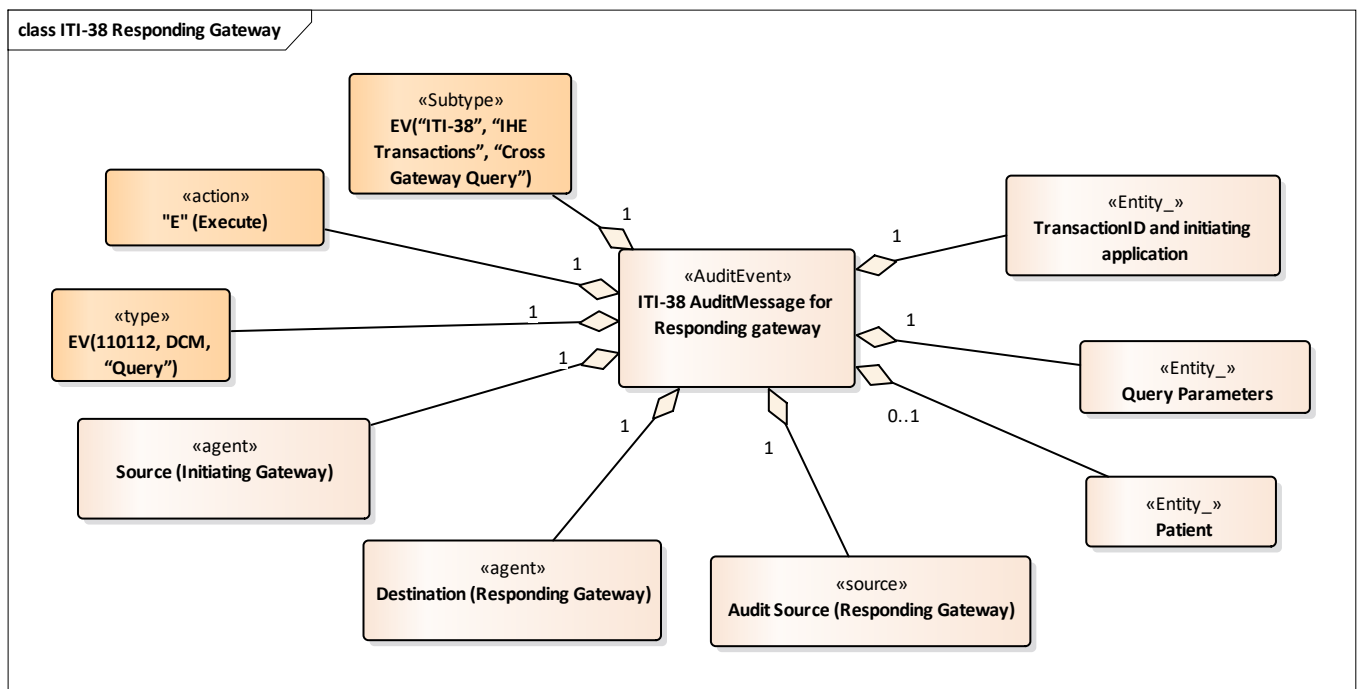 class ITI-38 Responding Gateway
«Subtype»
EV(“ITI-38”, “IHE
Transactions”, “Cross
Gateway Query”)
1
«action»
"E" (Execute)
1
«type»
EV(110112, DCM,
“Query”)
1
«agent»
Source (Initiating Gateway)
1
«agent»
Destination (Responding Gateway)
1
«source»
Audit Source (Responding Gateway)
1
«AuditEvent»
ITI-38 AuditMessage for
Responding gateway
«Entity_»
TransactionID and initiating
application
1
«Entity_»
Query Parameters
1
«Entity_»
Patient
0..1